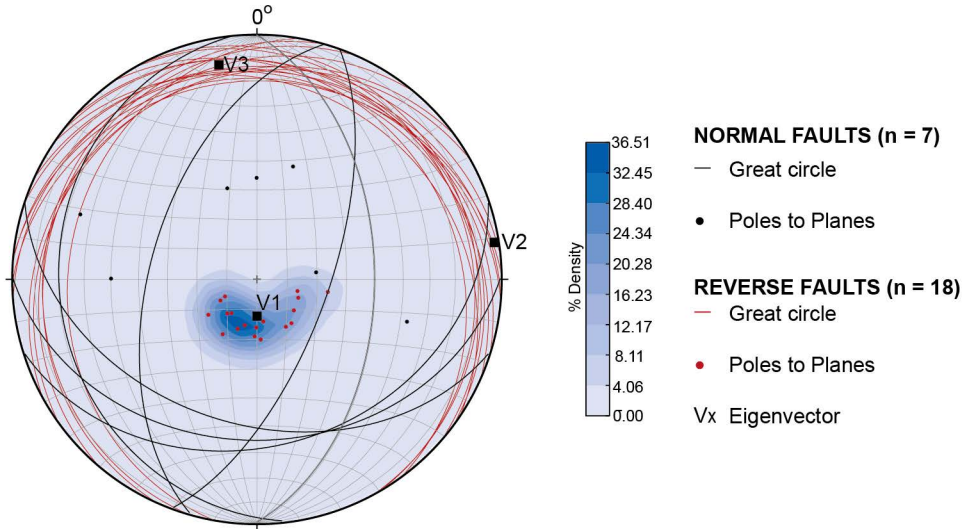 0°
V3
V2
V1
% Density
36.51
32.45
28.40
24.34
20.28
16.23
12.17
8.11
4.06
0.00
NORMAL FAULTS (n = 7)
Great circle
Poles to Planes
REVERSE FAULTS (n = 18)
Great circle
Poles to Planes
Vx Eigenvector